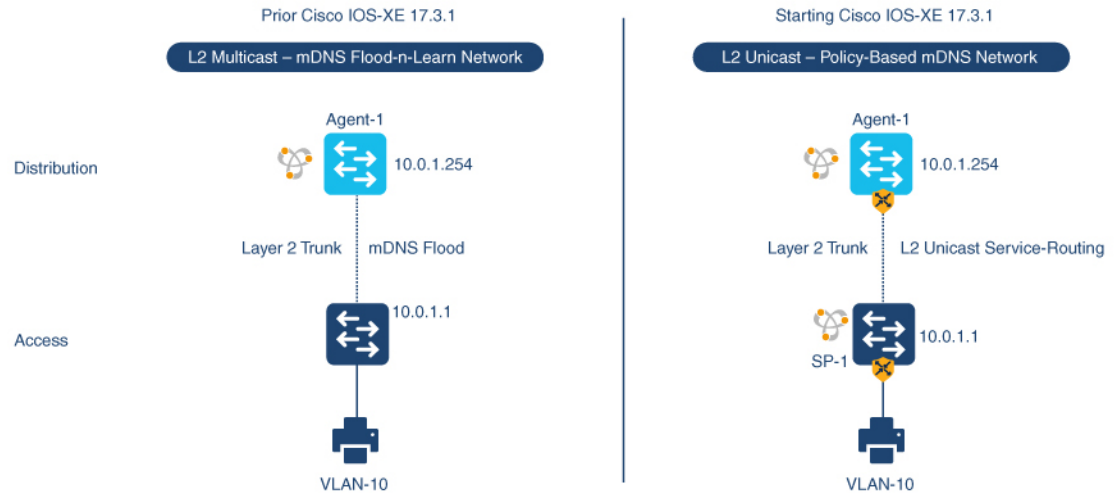 Prior Cisco IOS-XE 17.3.1
L2 Multicast – mDNS Flood-n-Learn Network
Agent-1
Distribution
10.0.1.254
Layer 2 Trunk
mDNS Flood
10.0.1.1
Access
VLAN-10
Starting Cisco IOS-XE 17.3.1
L2 Unicast – Policy-Based mDNS Network
Agent-1
10.0.1.254
Layer 2 Trunk
L2 Unicast Service-Routing
10.0.1.1
SP-1
VLAN-10